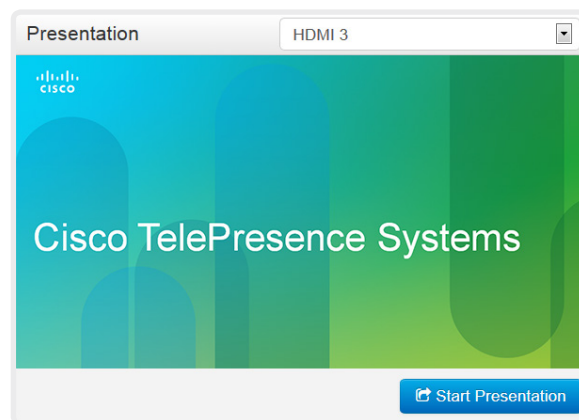 Presentation
HDMI 3
CISCO
Cisco TelePresence Systems
Start Presentation